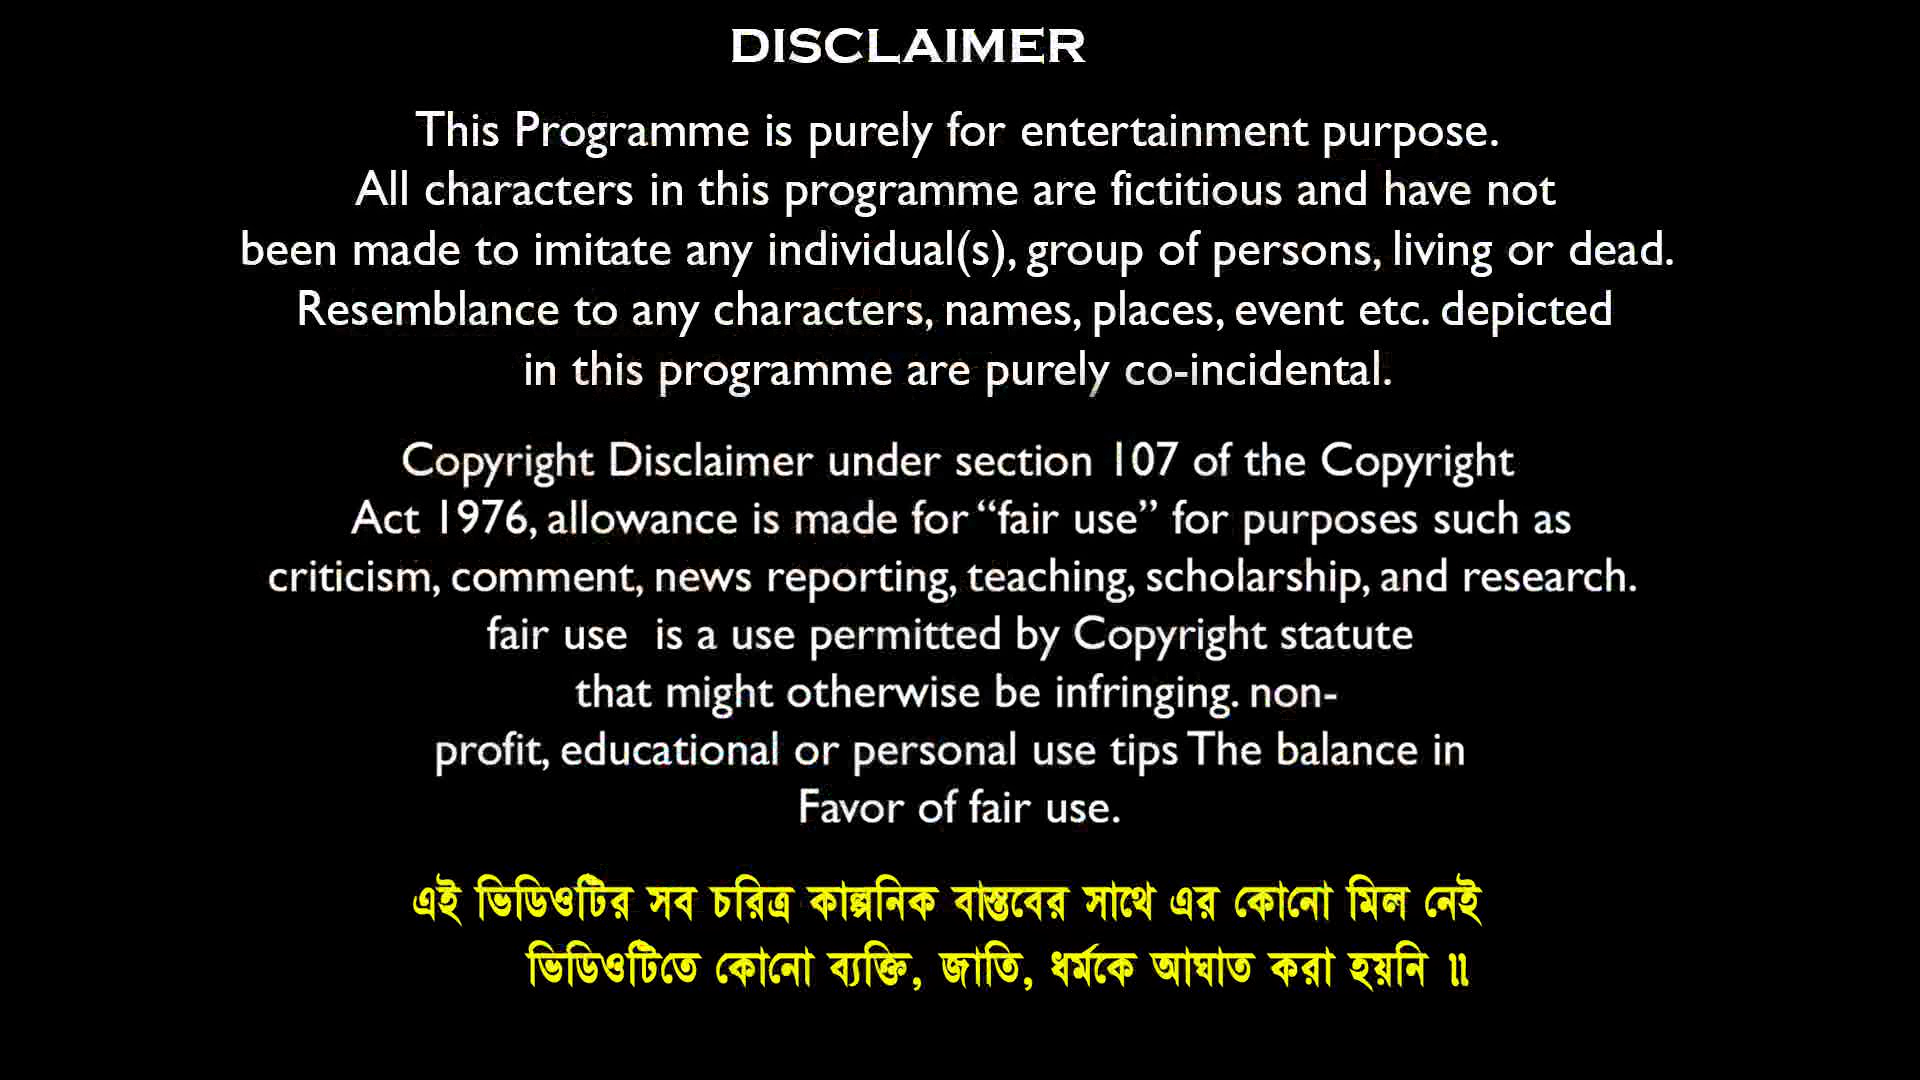 DISCLAIMER
This Programme is purely for entertainment purpose.
All characters in this programme are fictitious and have not
been made to imitate any individual(s), group of persons, living or dead.
Resemblance to any characters, names, places, event etc. depicted
in this programme are purely co-incidental.
Copyright Disclaimer under section 107 of the Copyright
Act 1976, allowance is made for “fair use” for purposes such as
criticism, comment, news reporting, teaching, scholarship, and research.
fair use is a use permitted by Copyright statute
that might otherwise be infringing. non-
profit, educational or personal use tips The balance in
Favor of fair use.
এই ভিডিওটির সব চরিত্র কাল্পনিক বাস্তবের সাথে এর কোনো মিল নেই
ভিডিওটিতে কোনো ব্যক্তি, জাতি, ধর্মকে আঘাত করা হয়নি ॥